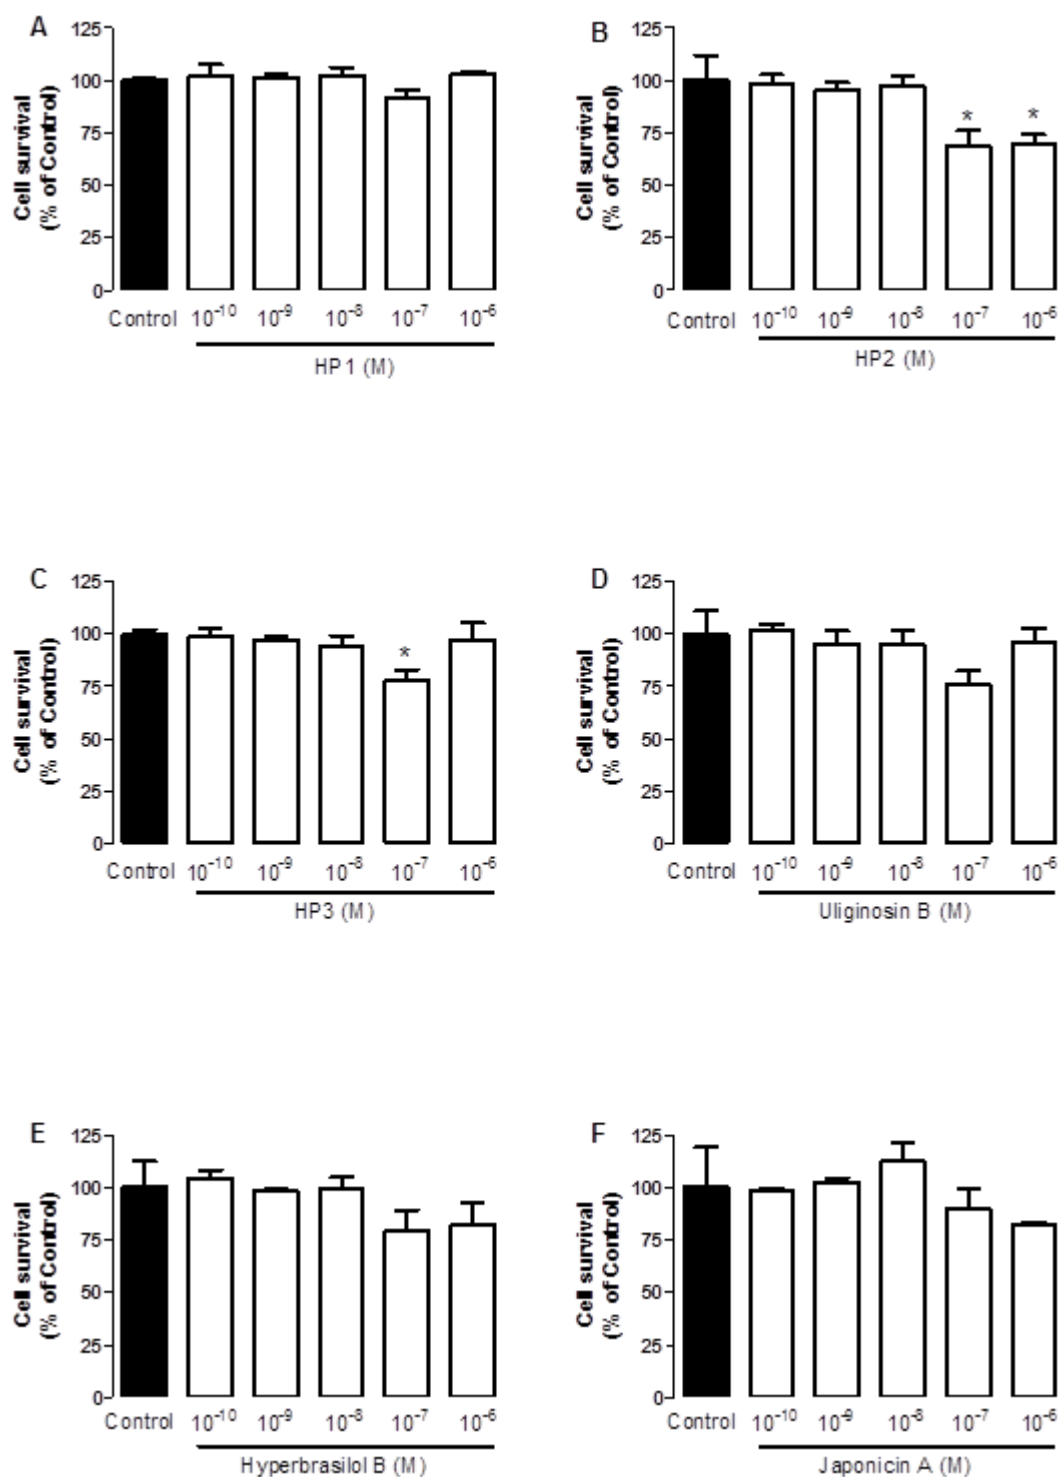 A
Cell survival
(% of Control)
125
100
75
50
25
0
Control 10⁻¹⁰ 10⁻⁹ 10⁻⁸ 10⁻⁷ 10⁻⁶
HP1 (M)
B
Cell survival
(% of Control)
125
100
75
50
25
0
* *
Control 10⁻¹⁰ 10⁻⁹ 10⁻⁸ 10⁻⁷ 10⁻⁶
HP2 (M)
C
Cell survival
(% of Control)
125
100
75
50
25
0
*
Control 10⁻¹⁰ 10⁻⁹ 10⁻⁸ 10⁻⁷ 10⁻⁶
HP3 (M)
D
Cell survival
(% of Control)
125
100
75
50
25
0
Control 10⁻¹⁰ 10⁻⁹ 10⁻⁸ 10⁻⁷ 10⁻⁶
Uliginosin B (M)
E
Cell survival
(% of Control)
125
100
75
50
25
0
Control 10⁻¹⁰ 10⁻⁹ 10⁻⁸ 10⁻⁷ 10⁻⁶
Hyperbrasilol B (M)
F
Cell survival
(% of Control)
125
100
75
50
25
0
Control 10⁻¹⁰ 10⁻⁹ 10⁻⁸ 10⁻⁷ 10⁻⁶
Japonicin A (M)